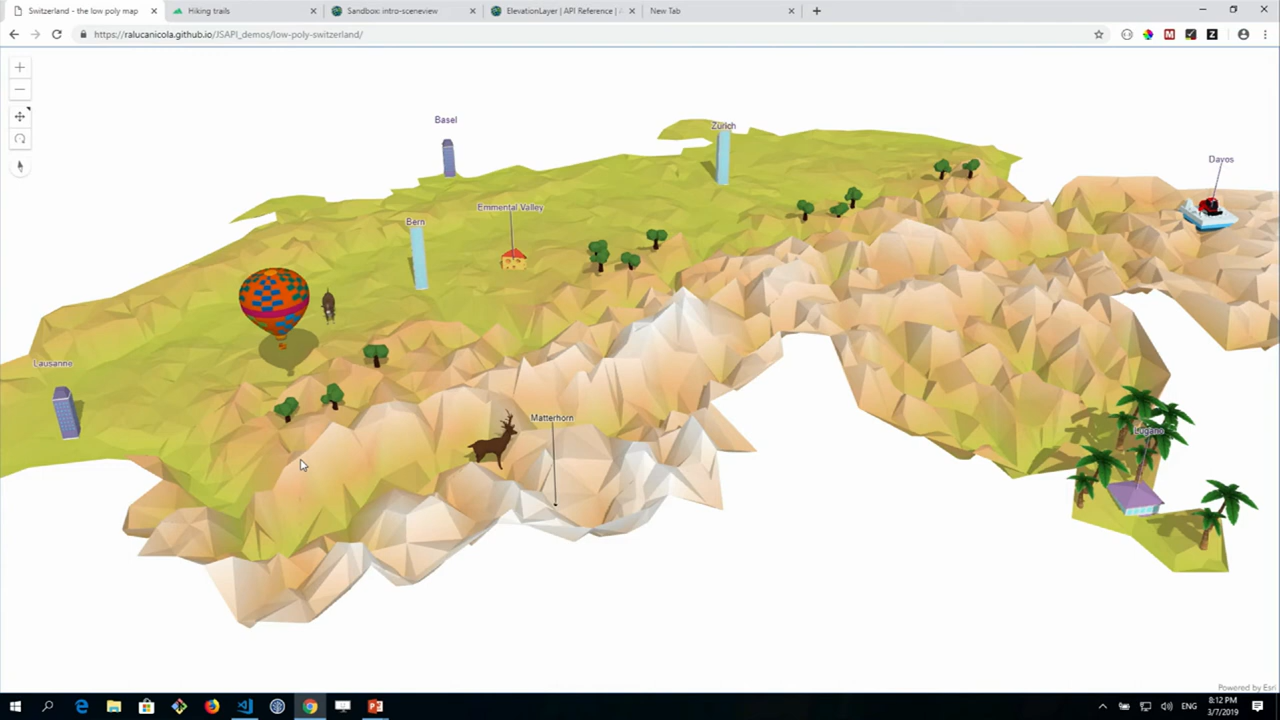 Switzerland - the low poly map
Hiking trails
Sandbox: intro-sceneview
ElevationLayer | API Reference |
New Tab
https://ralucanicola.github.io/JSAPI_demos/low-poly-switzerland/
Basel
Zürich
Davos
Emmental Valley
Bern
Lausanne
Matterhorn
Lugano
Powered by Esri
ENG
8:12 PM
3/7/2019